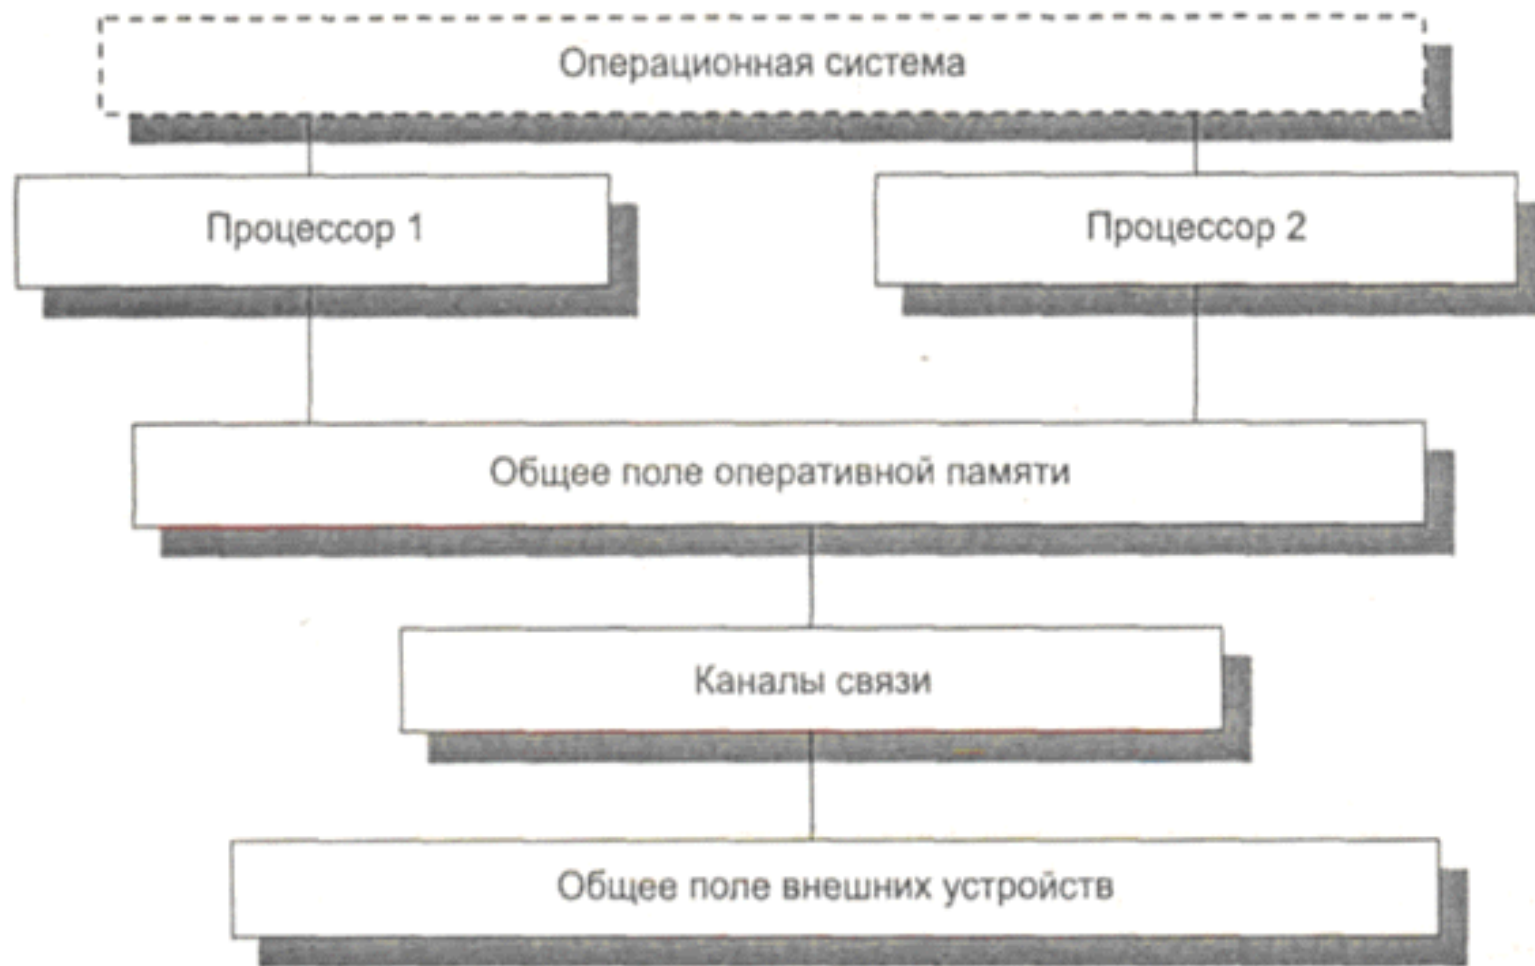 Операционная система
Процессор 1
Процессор 2
Общее поле оперативной памяти
Каналы связи
Общее поле внешних устройств